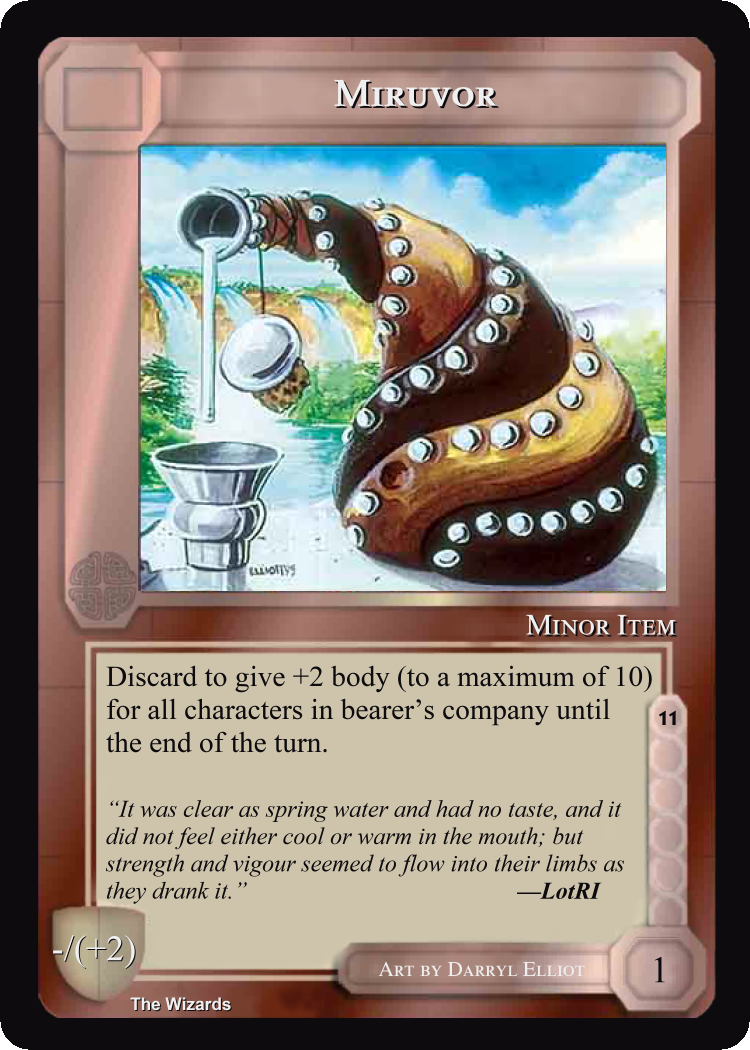 Miruvor
ELLIOTT95
Minor Item
Discard to give +2 body (to a maximum of 10)
for all characters in bearer’s company until
the end of the turn.
11
“It was clear as spring water and had no taste, and it
did not feel either cool or warm in the mouth; but
strength and vigour seemed to flow into their limbs as
they drank it.” —LotRI
-/(+2)
Art by Darryl Elliot
1
The Wizards